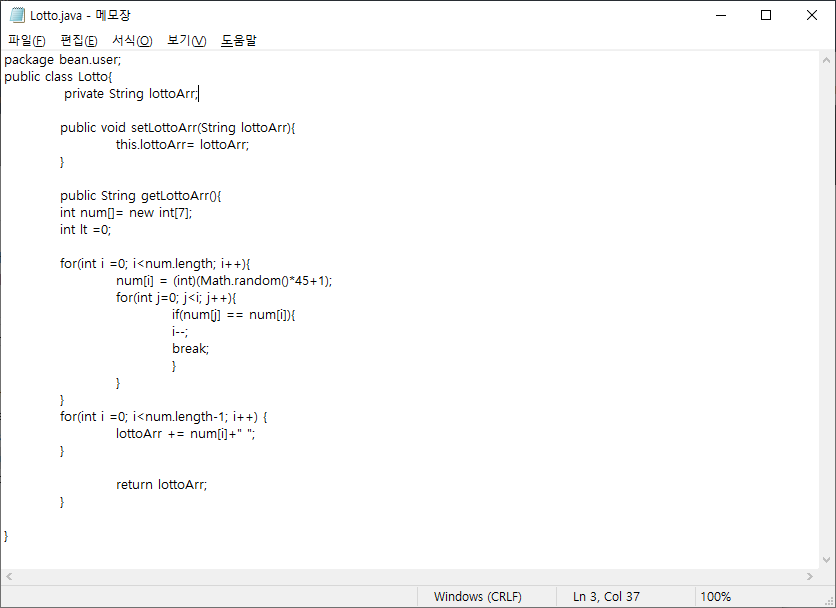 Lotto.java - 메모장
파일(F) 편집(E) 서식(O) 보기(V) 도움말
package bean.user;
public class Lotto{
private String lottoArr;
public void setLottoArr(String lottoArr){
this.lottoArr= lottoArr;
}
public String getLottoArr(){
int num[]= new int[7];
int lt =0;
for(int i =0; i<num.length; i++){
num[i] = (int)(Math.random()*45+1);
for(int j=0; j<i; j++){
if(num[j] == num[i]){
i--;
break;
}
}
}
for(int i =0; i<num.length-1; i++) {
lottoArr += num[i]+" ";
}
return lottoArr;
}
}
Windows (CRLF) Ln 3, Col 37 100%